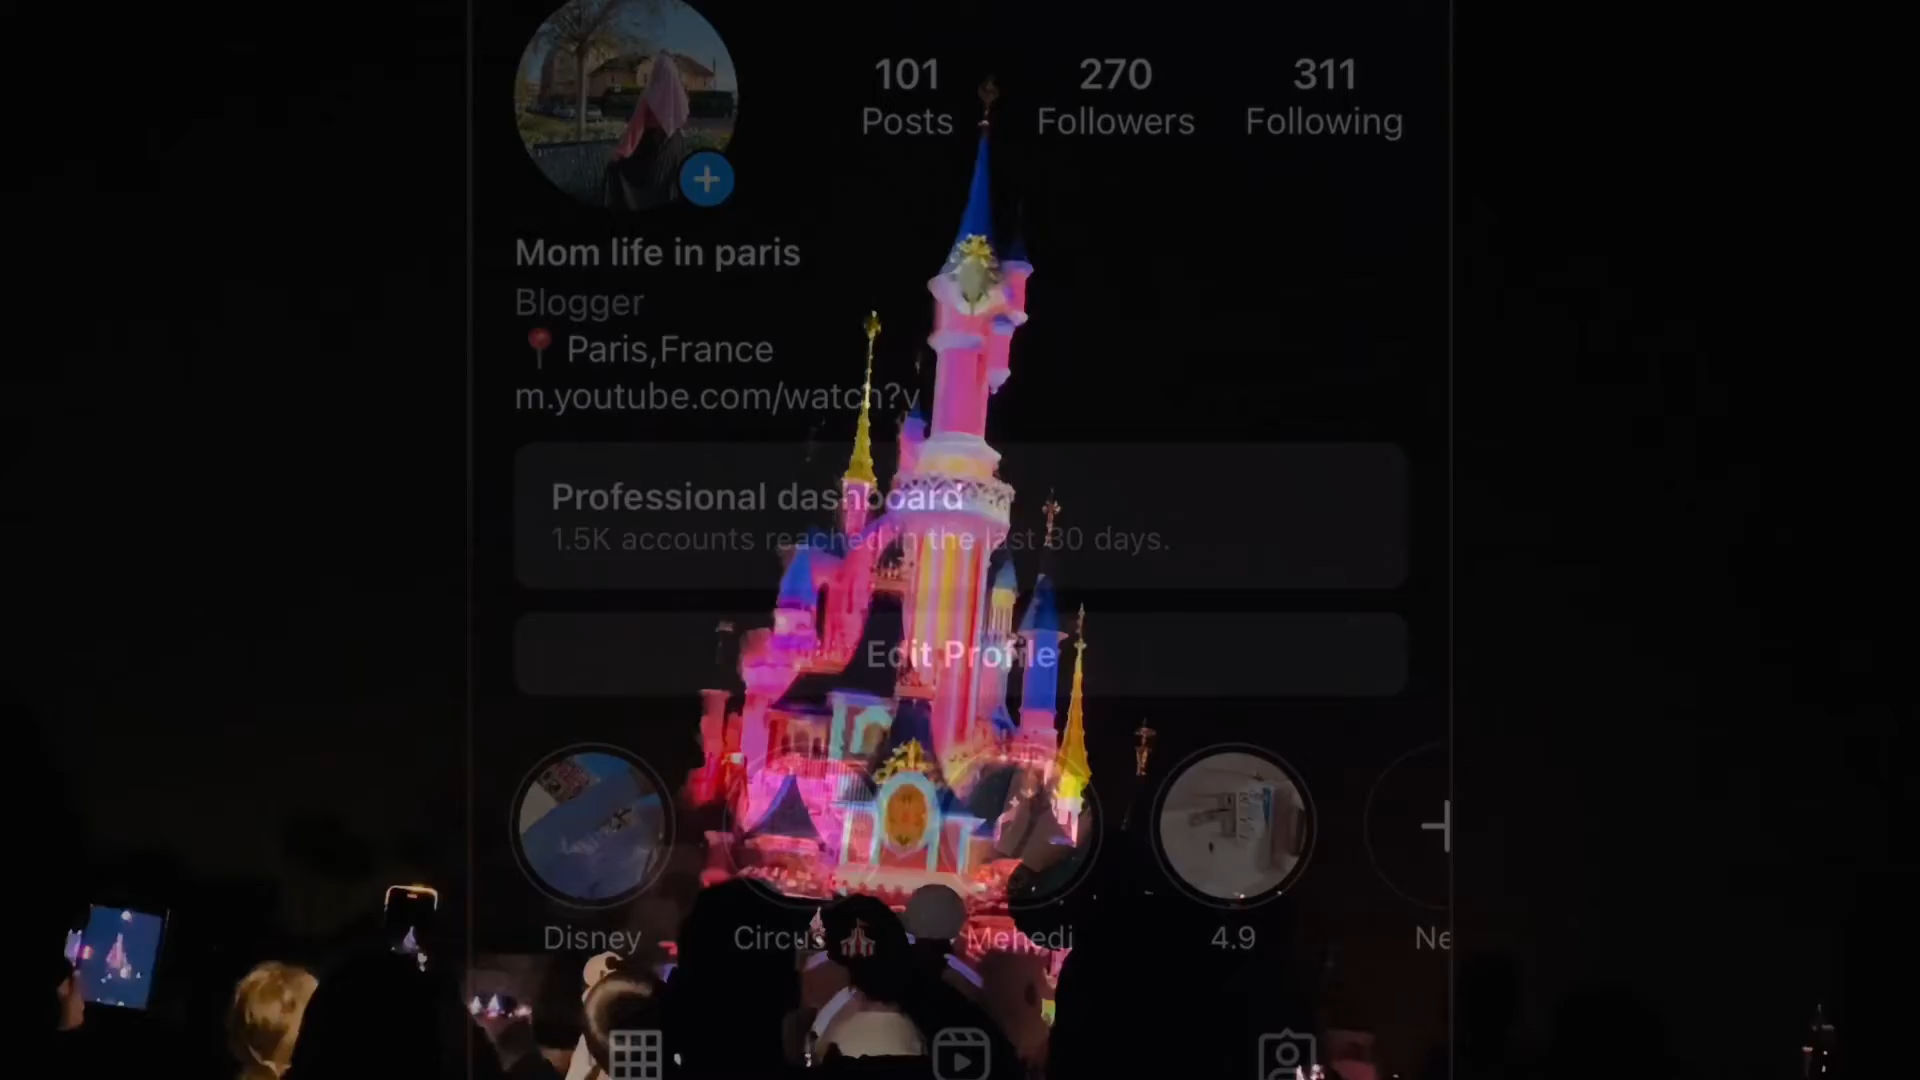 101 270 311
Posts Followers Following
Mom life in paris
Blogger
📍 Paris,France
m.youtube.com/watch?v
Professional dashboard
1.5K accounts reached in the last 30 days.
Edit Profile
Disney Circus🎪 Mehedi 4.9 Ne